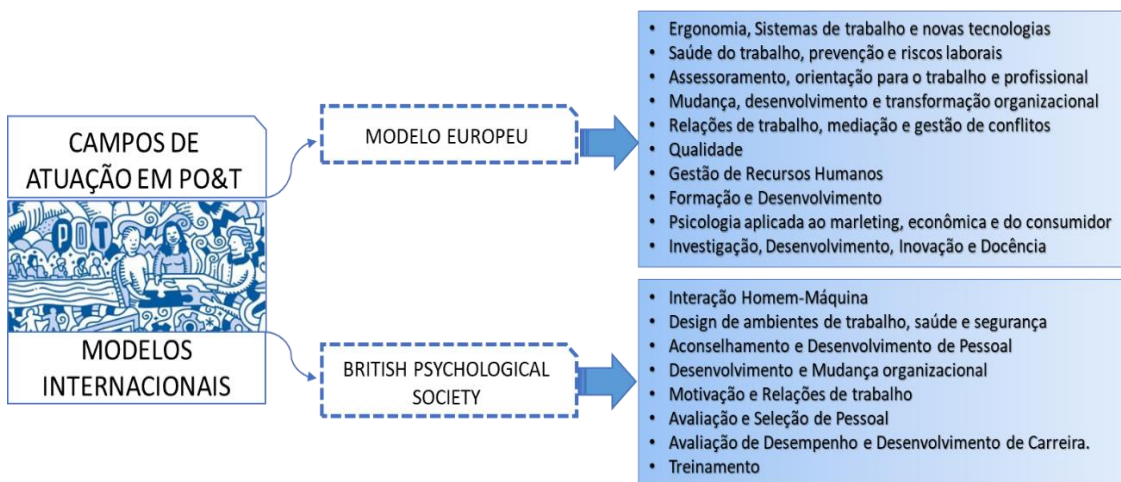 CAMPOS DE
ATUAÇÃO EM PO&T
POT
MODELOS
INTERNACIONAIS
MODELO EUROPEU
• Ergonomia, Sistemas de trabalho e novas tecnologias
• Saúde do trabalho, prevenção e riscos laborais
• Assessoramento, orientação para o trabalho e profissional
• Mudança, desenvolvimento e transformação organizacional
• Relações de trabalho, mediação e gestão de conflitos
• Qualidade
• Gestão de Recursos Humanos
• Formação e Desenvolvimento
• Psicologia aplicada ao marleting, econômica e do consumidor
• Investigação, Desenvolvimento, Inovação e Docência
BRITISH PSYCHOLOGICAL
SOCIETY
• Interação Homem-Máquina
• Design de ambientes de trabalho, saúde e segurança
• Aconselhamento e Desenvolvimento de Pessoal
• Desenvolvimento e Mudança organizacional
• Motivação e Relações de trabalho
• Avaliação e Seleção de Pessoal
• Avaliação de Desempenho e Desenvolvimento de Carreira.
• Treinamento